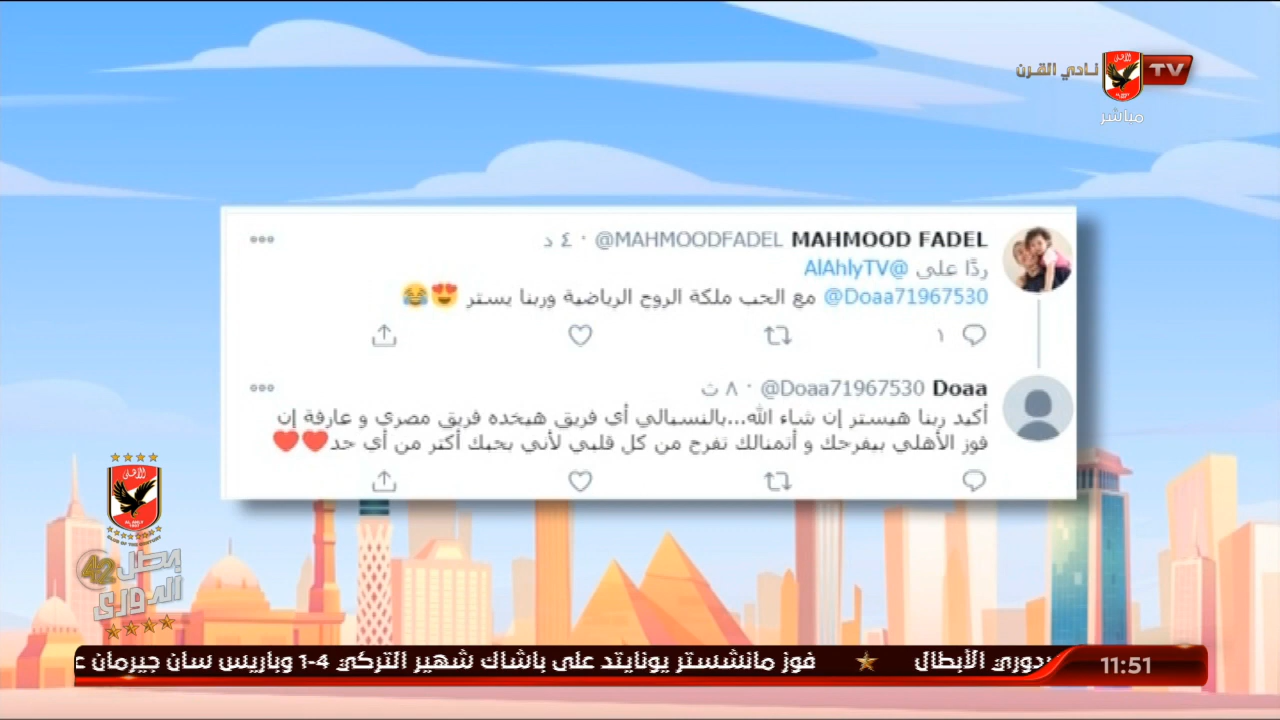 نادي القرن
TV
مباشر
MAHMOOD FADEL @MAHMOODFADEL · ٤ د
ردًا على @AlAhlyTV
@Doaa71967530 مع الحب ملكة الروح الرياضية وربنا يستر 😍😂
١
Doaa @Doaa71967530 · ٨ ث
أكيد ربنا هيستر إن شاء الله...بالنسبالي أي فريق هيخده فريق مصري و عارفة إن
فوز الأهلي بيفرحك و أتمنالك تفرح من كل قلبي لأني بحبك أكتر من أي حد❤️❤️
بطل
42
الدوري
دوري الأبطال
فوز مانشستر يونايتد على باشاك شهير التركي 4-1 وباريس سان جيرمان
11:51